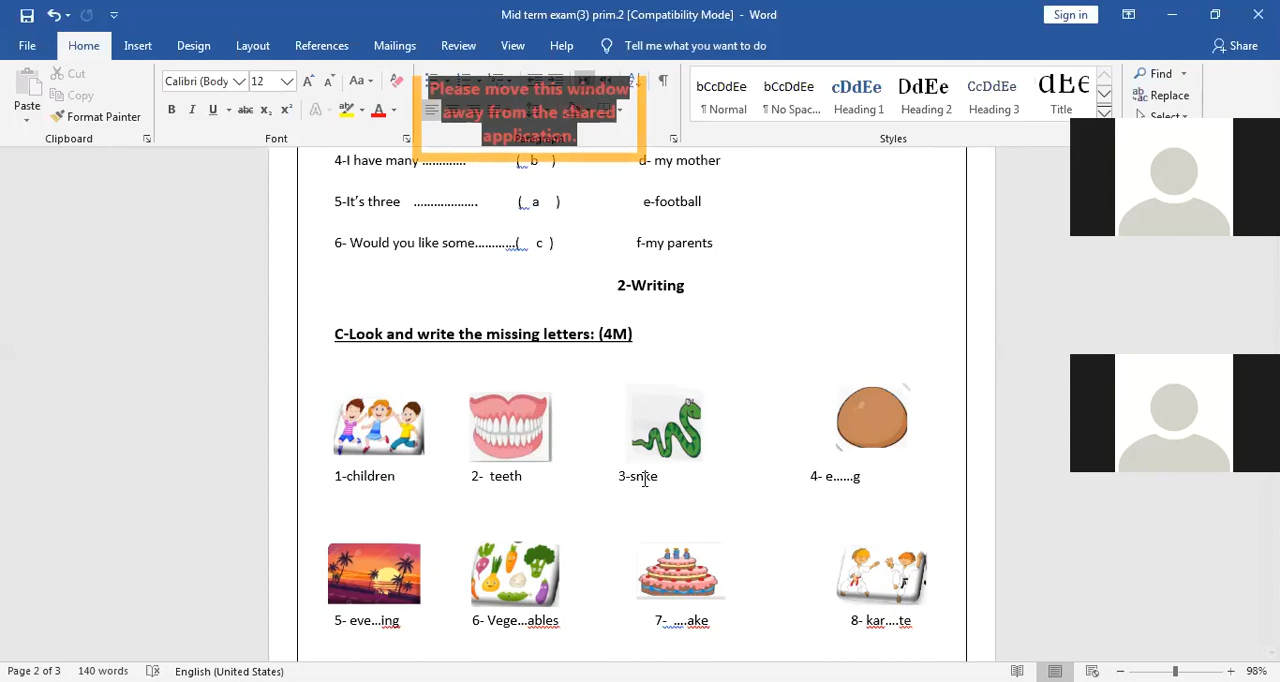 Mid term exam(3) prim.2 [Compatibility Mode] - Word
Sign in
File Home Insert Design Layout References Mailings Review View Help Tell me what you want to do
Share
Paste
Cut
Copy
Format Painter
Clipboard
Calibri (Body 12
Font
Please move this window
away from the shared
application.
bCcDdEe bCcDdEe cDdEe DdEe CcDdEe DdEe
¶ Normal ¶ No Spac... Heading 1 Heading 2 Heading 3 Title
Styles
Find
Replace
Select
4-I have many ............. ( b ) d- my mother
5-It's three ................... ( a ) e-football
6- Would you like some............( c ) f-my parents
2-Writing
C-Look and write the missing letters: (4M)
1-children 2- teeth 3-snke 4- e......g
5- eve...ing 6- Vege...ables 7- ....ake 8- kar....te
Page 2 of 3 140 words English (United States) 98%